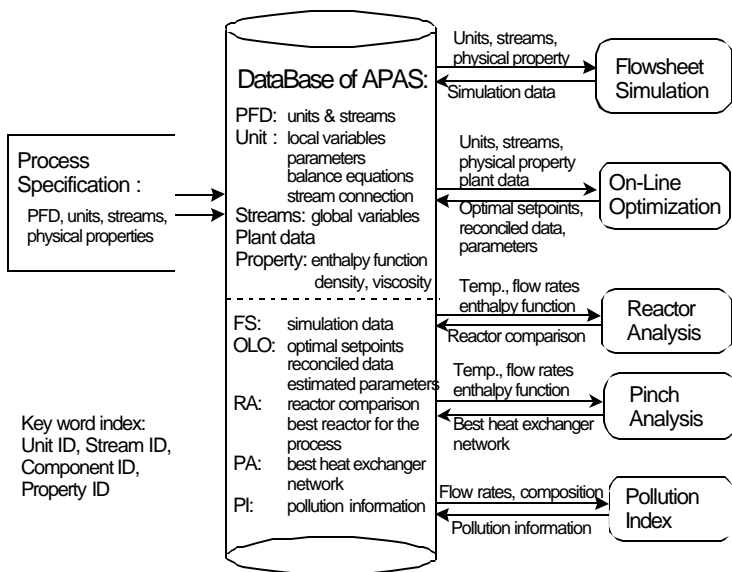 Process
Specification :
PFD, units, streams,
physical properties
Key word index:
Unit ID, Stream ID,
Component ID,
Property ID
DataBase of APAS:
PFD: units & streams
Unit : local variables
parameters
balance equations
stream connection
Streams: global variables
Plant data
Property: enthalpy function
density, viscosity
FS: simulation data
OLO: optimal setpoints
reconciled data
estimated parameters
RA: reactor comparison
best reactor for the
process
PA: best heat exchanger
network
PI: pollution information
Units, streams,
physical property
Simulation data
Flowsheet
Simulation
Units, streams,
physical property
plant data
Optimal setpoints,
reconciled data,
parameters
On-Line
Optimization
Temp., flow rates
enthalpy function
Reactor comparison
Reactor
Analysis
Temp., flow rates
enthalpy function
Best heat exchanger
network
Pinch
Analysis
Flow rates, composition
Pollution information
Pollution
Index